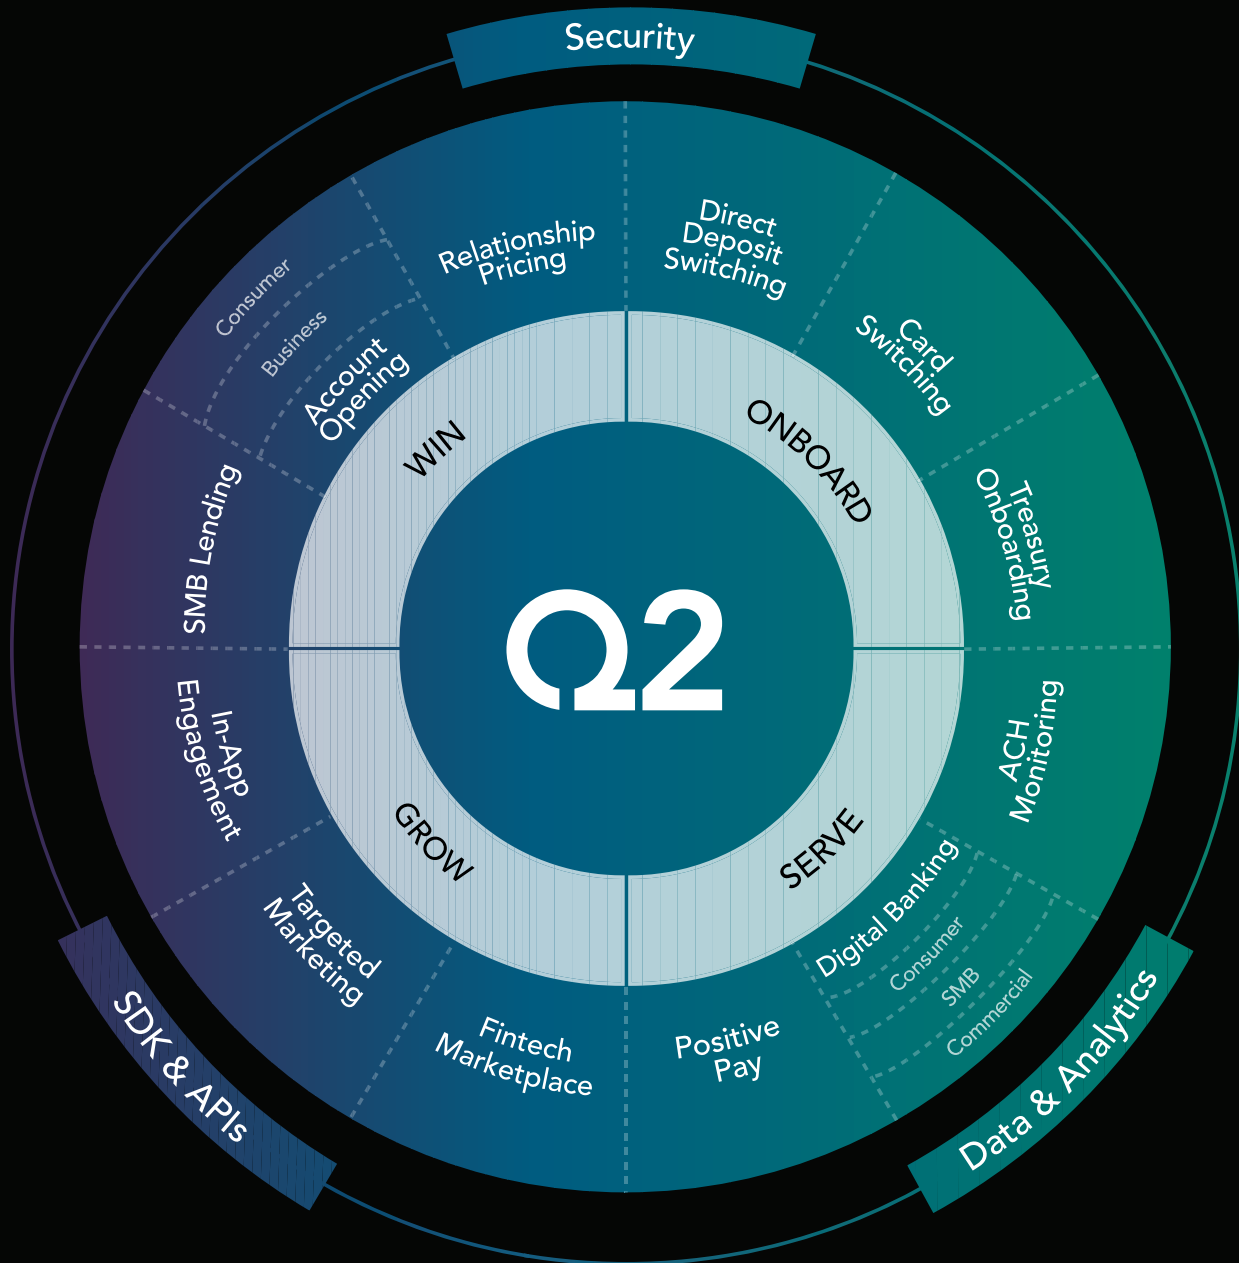 Security
Relationship
Pricing
Direct
Deposit
Switching
Consumer
Business
Account
Opening
Card
Switching
WIN
ONBOARD
SMB Lending
Treasury
Onboarding
Q2
In-App
Engagement
ACH
Monitoring
GROW
SERVE
Targeted
Marketing
Digital Banking
Consumer
SMB
Commercial
Fintech
Marketplace
Positive
Pay
SDK & APIs
Data & Analytics